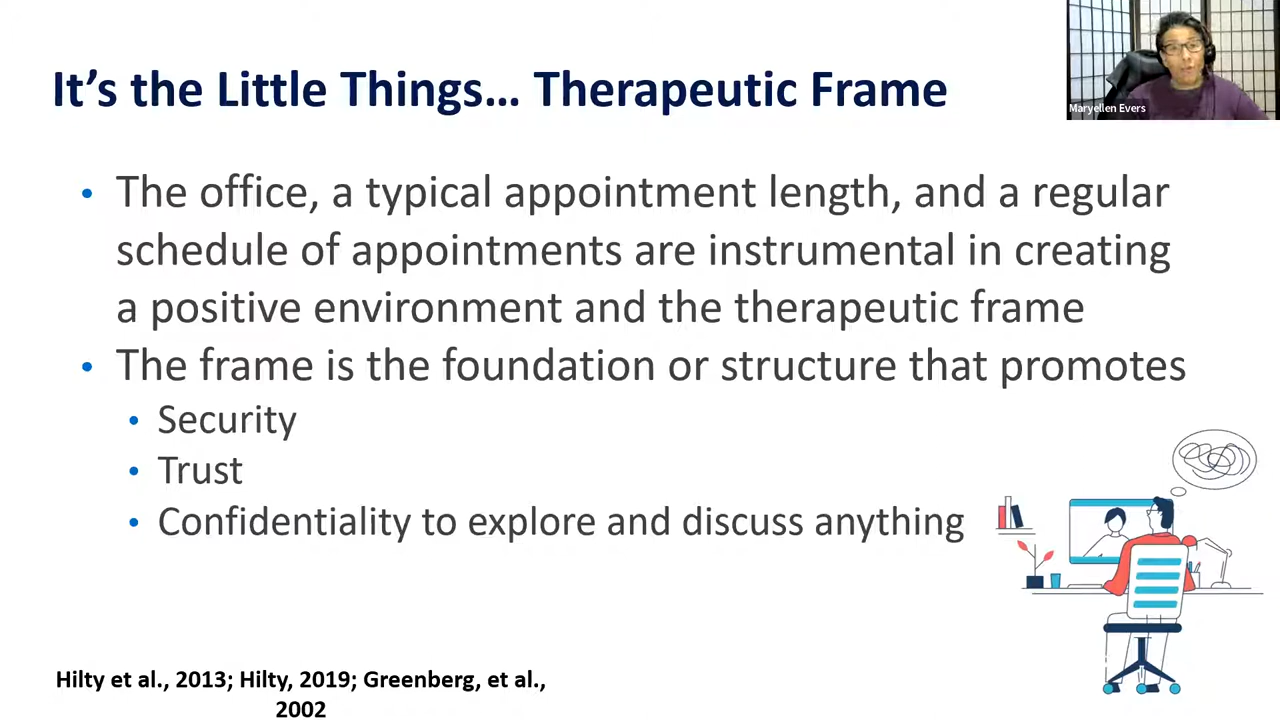 It's the Little Things... Therapeutic Frame
Maryellen Evers
• The office, a typical appointment length, and a regular
schedule of appointments are instrumental in creating
a positive environment and the therapeutic frame
• The frame is the foundation or structure that promotes
• Security
• Trust
• Confidentiality to explore and discuss anything
Hilty et al., 2013; Hilty, 2019; Greenberg, et al.,
2002